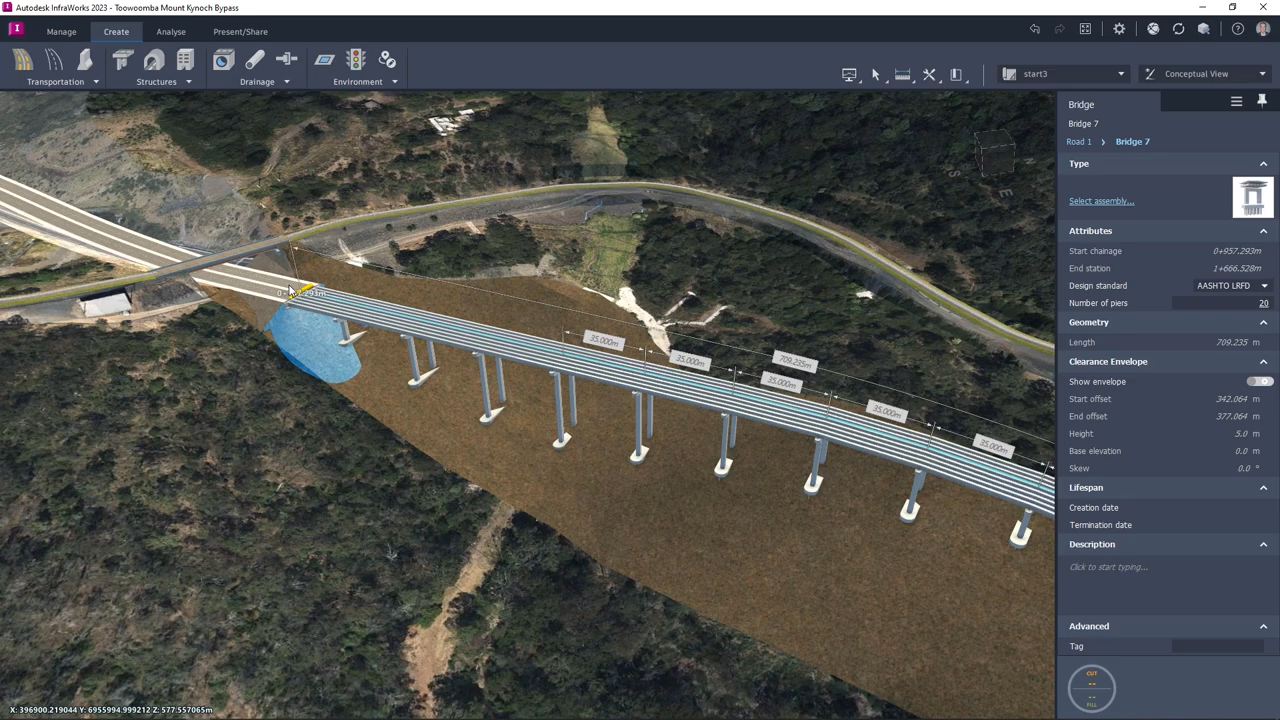 Autodesk InfraWorks 2023 - Toowoomba Mount Kynoch Bypass
Manage
Create
Analyse
Present/Share
Transportation
Structures
Drainage
Environment
start3
Conceptual View
S
E
35.000m
35.000m
709.235m
35.000m
35.000m
35.000m
Bridge
Bridge 7
Road 1 Bridge 7
Type
Select assembly...
Attributes
Start chainage 0+957.293m
End station 1+666.528m
Design standard AASHTO LRFD
Number of piers 20
Geometry
Length 709.235 m
Clearance Envelope
Show envelope
Start offset 342.064 m
End offset 377.064 m
Height 5.0 m
Base elevation 0.0 m
Skew 0.0 °
Lifespan
Creation date
Termination date
Description
Click to start typing...
Advanced
Tag
CUT
--
--
FILL
X: 396900.219044 Y: 6955994.999212 Z: 577.557065m